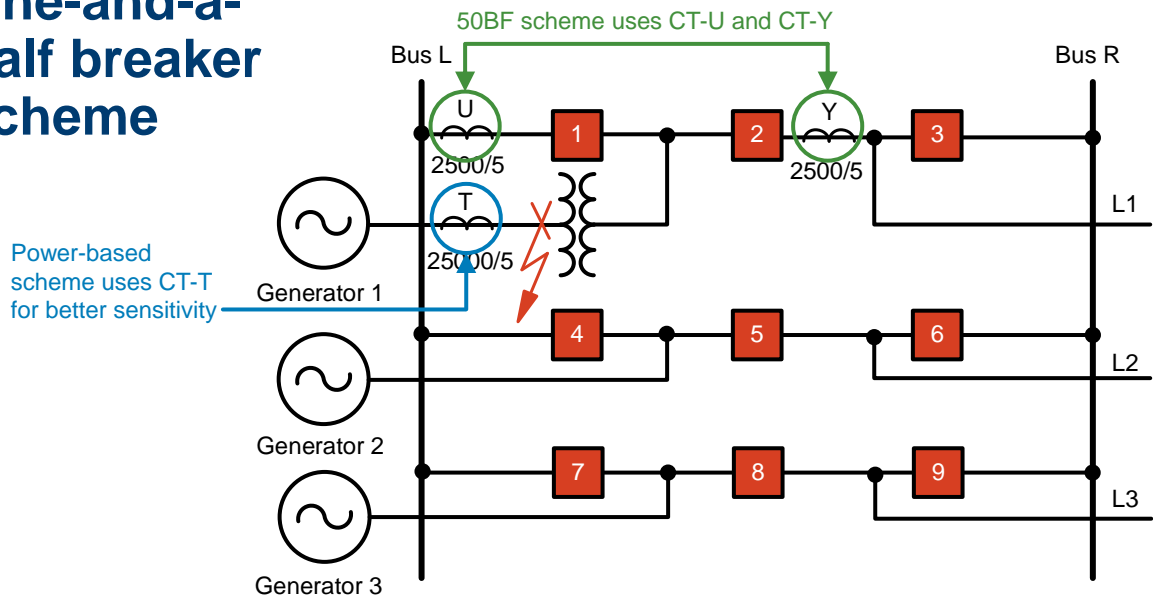 ne-and-a-
alf breaker
cheme
50BF scheme uses CT-U and CT-Y
Bus L
Bus R
U
2500/5
1
2
Y
2500/5
3
T
25000/5
L1
Generator 1
Power-based
scheme uses CT-T
for better sensitivity
4
5
6
L2
Generator 2
7
8
9
L3
Generator 3